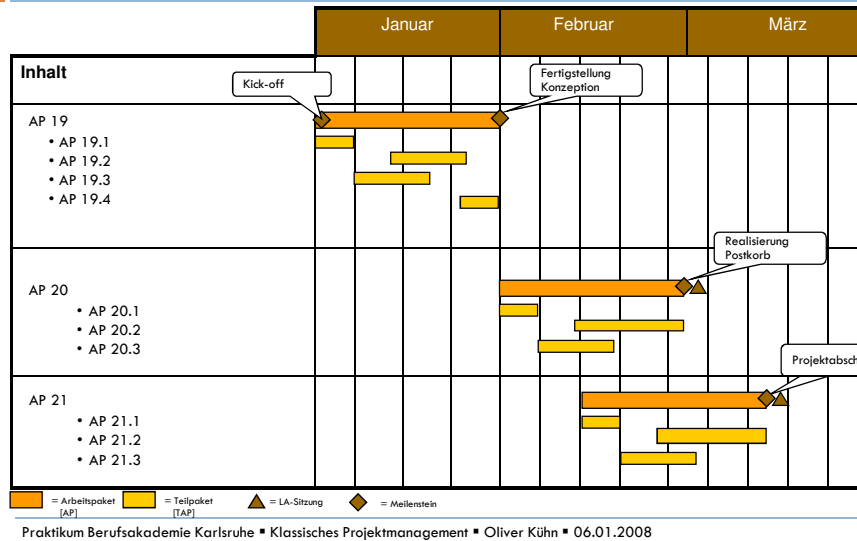 Januar Februar März
Inhalt
Kick-off
Fertigstellung
Konzeption
AP 19
• AP 19.1
• AP 19.2
• AP 19.3
• AP 19.4
Realisierung
Postkorb
AP 20
• AP 20.1
• AP 20.2
• AP 20.3
Projektabsch
AP 21
• AP 21.1
• AP 21.2
• AP 21.3
= Arbeitspaket
[AP]
= Teilpaket
[TAP]
= LA-Sitzung
= Meilenstein
Praktikum Berufsakademie Karlsruhe ▪ Klassisches Projektmanagement ▪ Oliver Kühn ▪ 06.01.2008